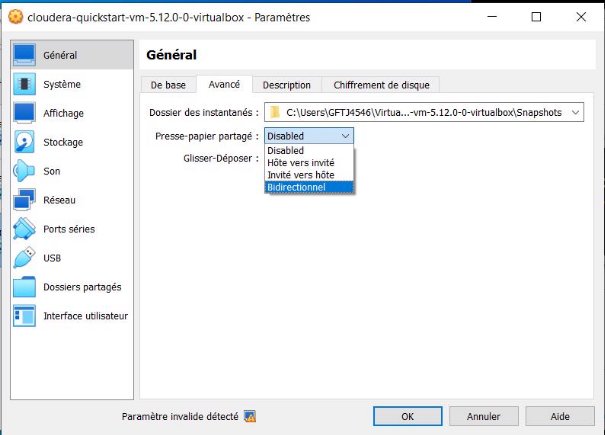 cloudera-quickstart-vm-5.12.0-0-virtualbox - Paramètres
Général
Système
Affichage
Stockage
Son
Réseau
Ports séries
USB
Dossiers partagés
Interface utilisateur
Général
De base Avancé Description Chiffrement de disque
Dossier des instantanés : C:\Users\GFTJ4546\Virtua...-vm-5.12.0-0-virtualbox\Snapshots
Presse-papier partagé : Disabled
Disabled
Glisser-Déposer : Hôte vers invité
Invité vers hôte
Bidirectionnel
Paramètre invalide détecté OK Annuler Aide